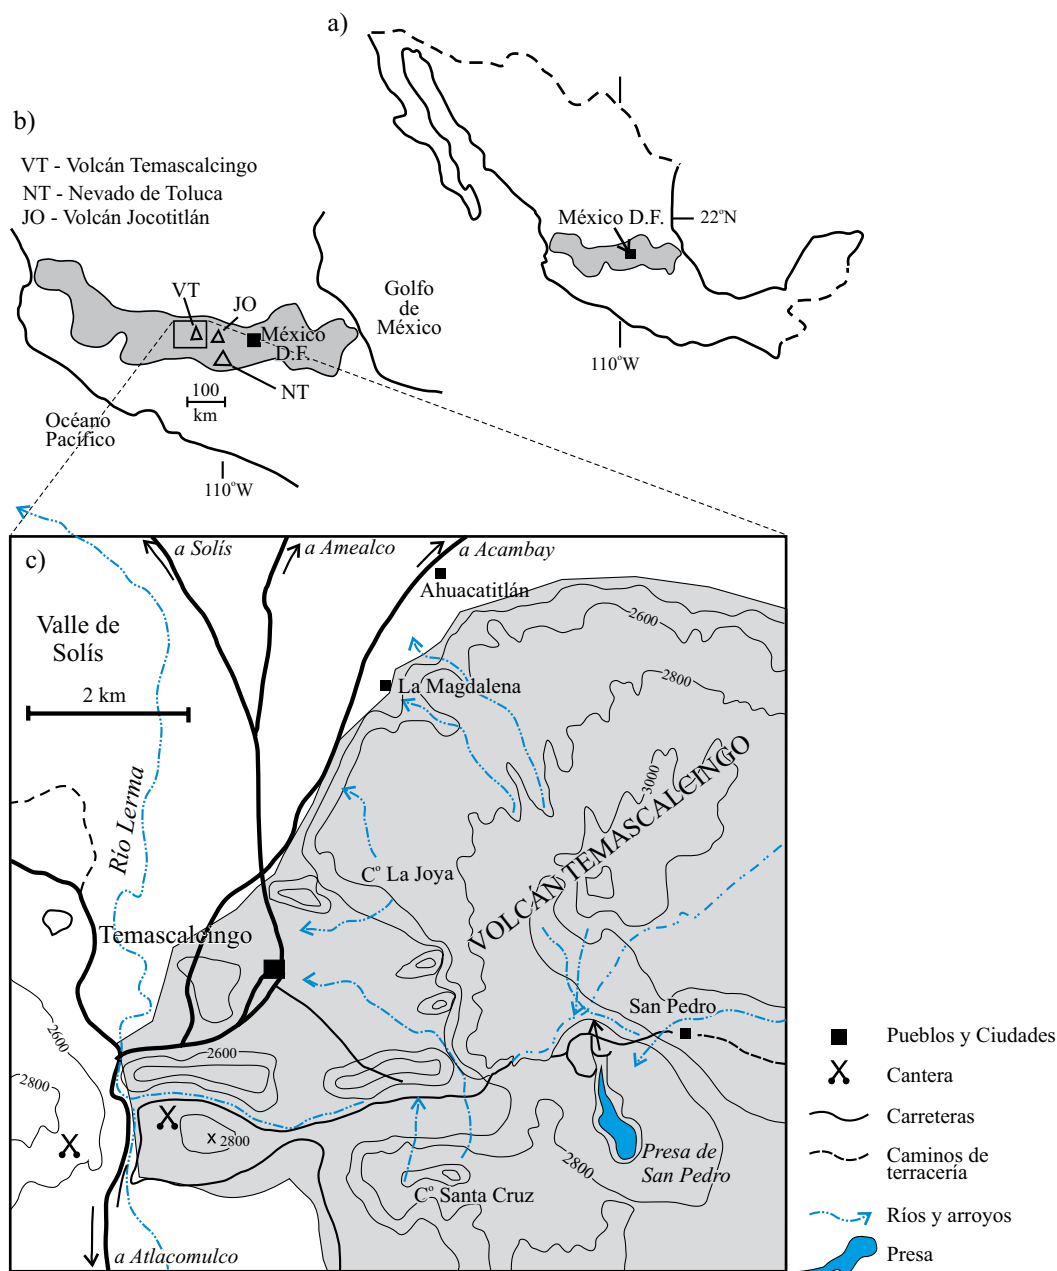 a)
México D.F.
22°N
110°W
b)
VT - Volcán Temascalcingo
NT - Nevado de Toluca
JO - Volcán Jocotitlán
VT
JO
México
D.F.
NT
Golfo
de
México
100
km
Océano
Pacífico
110°W
c)
a Solís
a Amealco
a Acambay
Ahuacatitlán
Valle de
Solís
2 km
La Magdalena
2600
2800
3000
Río Lerma
VOLCÁN TEMASCALCINGO
C° La Joya
Temascalcingo
San Pedro
2600
2600
2800
x 2800
2800
Presa de
San Pedro
C° Santa Cruz
a Atlacomulco
Pueblos y Ciudades
Cantera
Carreteras
Caminos de
terracería
Ríos y arroyos
Presa